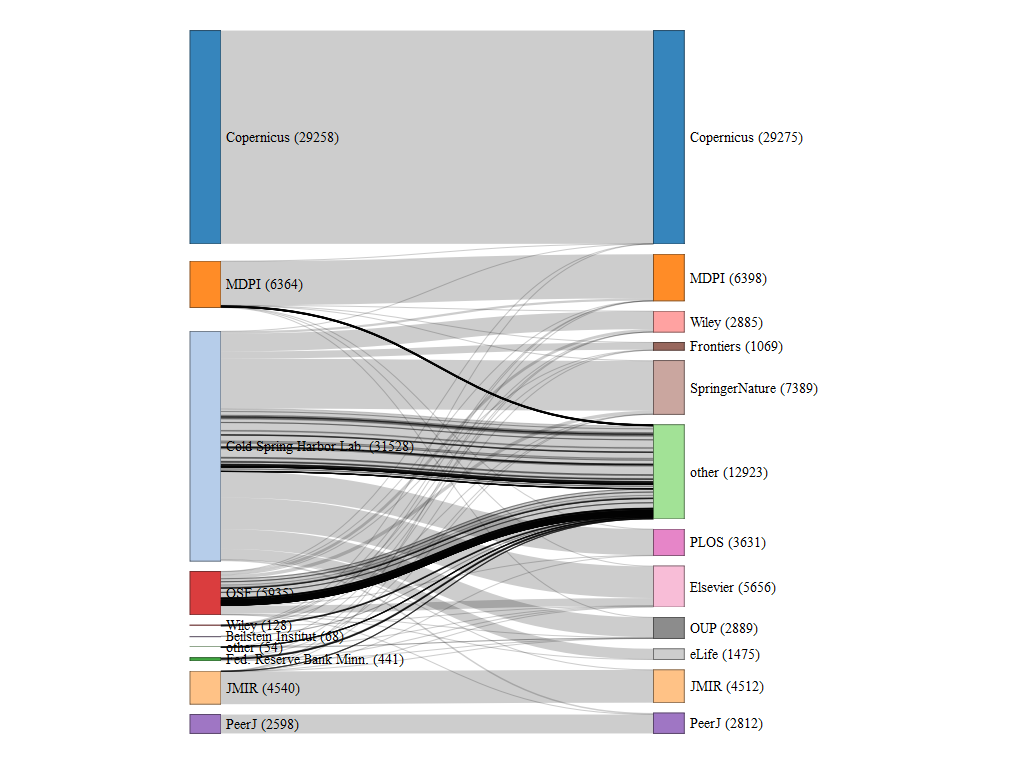 Copernicus (29258)
MDPI (6364)
Cold Spring Harbor Lab. (31528)
OSF (5935)
Wiley (128)
Beilstein Institut (68)
other (54)
Fed. Reserve Bank Minn. (441)
JMIR (4540)
PeerJ (2598)
Copernicus (29275)
MDPI (6398)
Wiley (2885)
Frontiers (1069)
SpringerNature (7389)
other (12923)
PLOS (3631)
Elsevier (5656)
OUP (2889)
eLife (1475)
JMIR (4512)
PeerJ (2812)